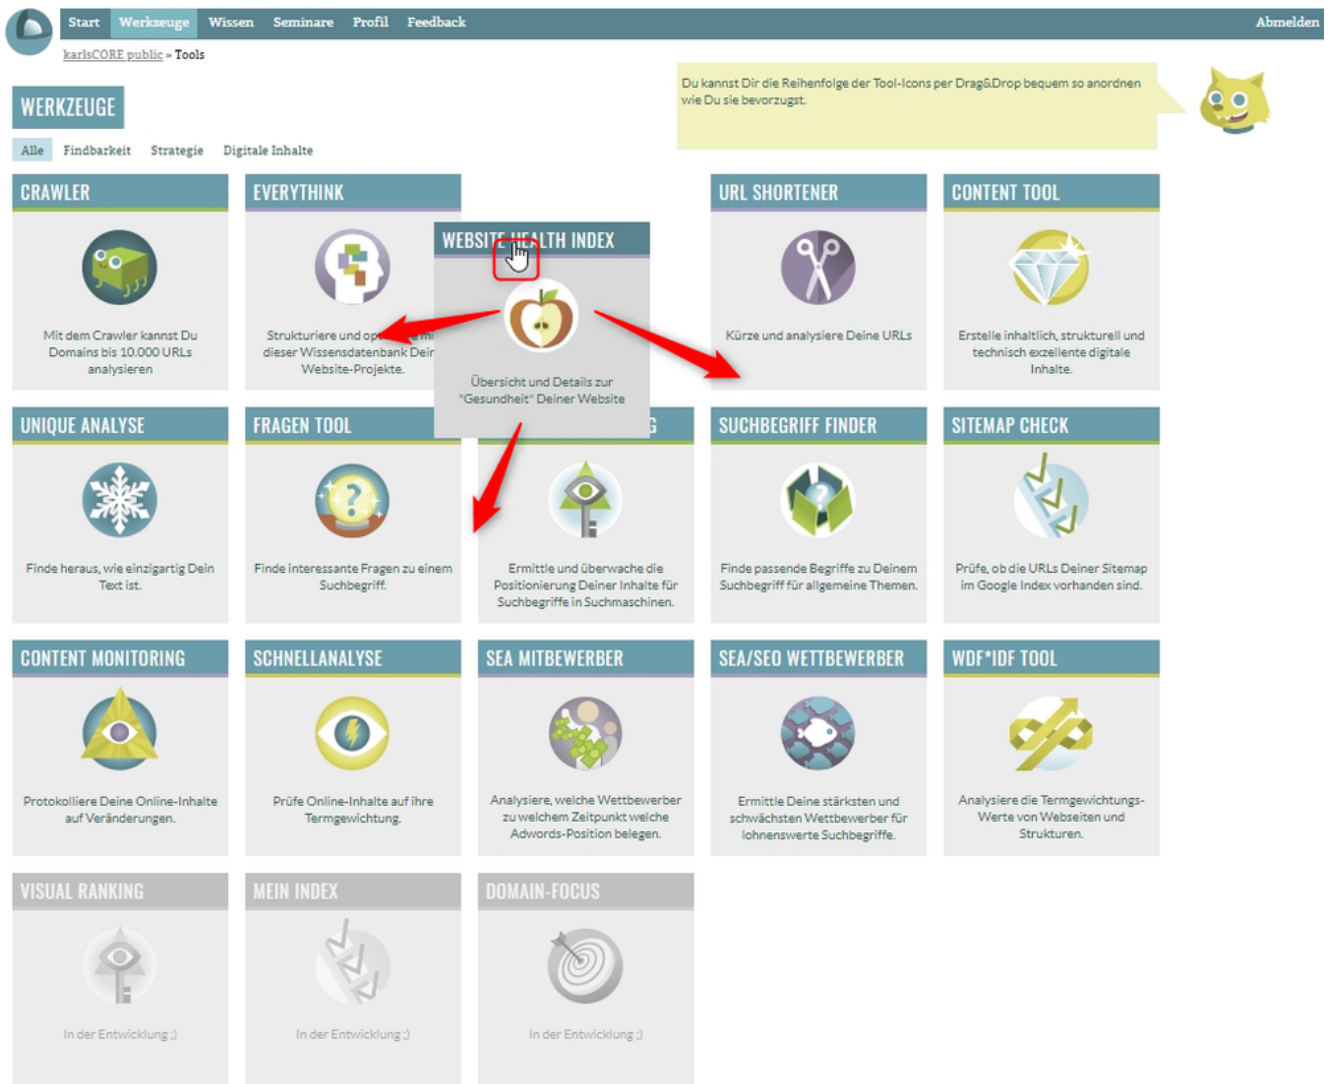 Start Werkzeuge Wissen Seminare Profil Feedback Abmelden
karlsCORE public » Tools
Du kannst Dir die Reihenfolge der Tool-Icons per Drag&Drop bequem so anordnen
wie Du sie bevorzugst.
WERKZEUGE
Alle Findbarkeit Strategie Digitale Inhalte
CRAWLER
Mit dem Crawler kannst Du
Domains bis 10.000 URLs
analysieren
EVERYTHINK
Strukturiere und
dieser Wissensdatenbank
Website-Projekte.
WEBSITE HEALTH INDEX
Übersicht und Details zur
"Gesundheit" Deiner Website
URL SHORTENER
Kürze und analysiere Deine URLs
CONTENT TOOL
Erstelle inhaltlich, strukturell und
technisch exzellente digitale
Inhalte.
UNIQUE ANALYSE
Finde heraus, wie einzigartig Dein
Text ist.
FRAGEN TOOL
Finde interessante Fragen zu einem
Suchbegriff.
Ermittle und überwache die
Positionierung Deiner Inhalte für
Suchbegriffe in Suchmaschinen.
SUCHBEGRIFF FINDER
Finde passende Begriffe zu Deinem
Suchbegriff für allgemeine Themen.
SITEMAP CHECK
Prüfe, ob die URLs Deiner Sitemap
im Google Index vorhanden sind.
CONTENT MONITORING
Protokolliere Deine Online-Inhalte
auf Veränderungen.
SCHNELLANALYSE
Prüfe Online-Inhalte auf ihre
Termgewichtung.
SEA MITBEWERBER
Analysiere, welche Wettbewerber
zu welchem Zeitpunkt welche
Adwords-Position belegen.
SEA/SEO WETTBEWERBER
Ermittle Deine stärksten und
schwächsten Wettbewerber für
lohnenswerte Suchbegriffe.
WDF*IDF TOOL
Analysiere die Termgewichtungs-
Werte von Webseiten und
Strukturen.
VISUAL RANKING
In der Entwicklung ;)
MEIN INDEX
In der Entwicklung ;)
DOMAIN-FOCUS
In der Entwicklung ;)